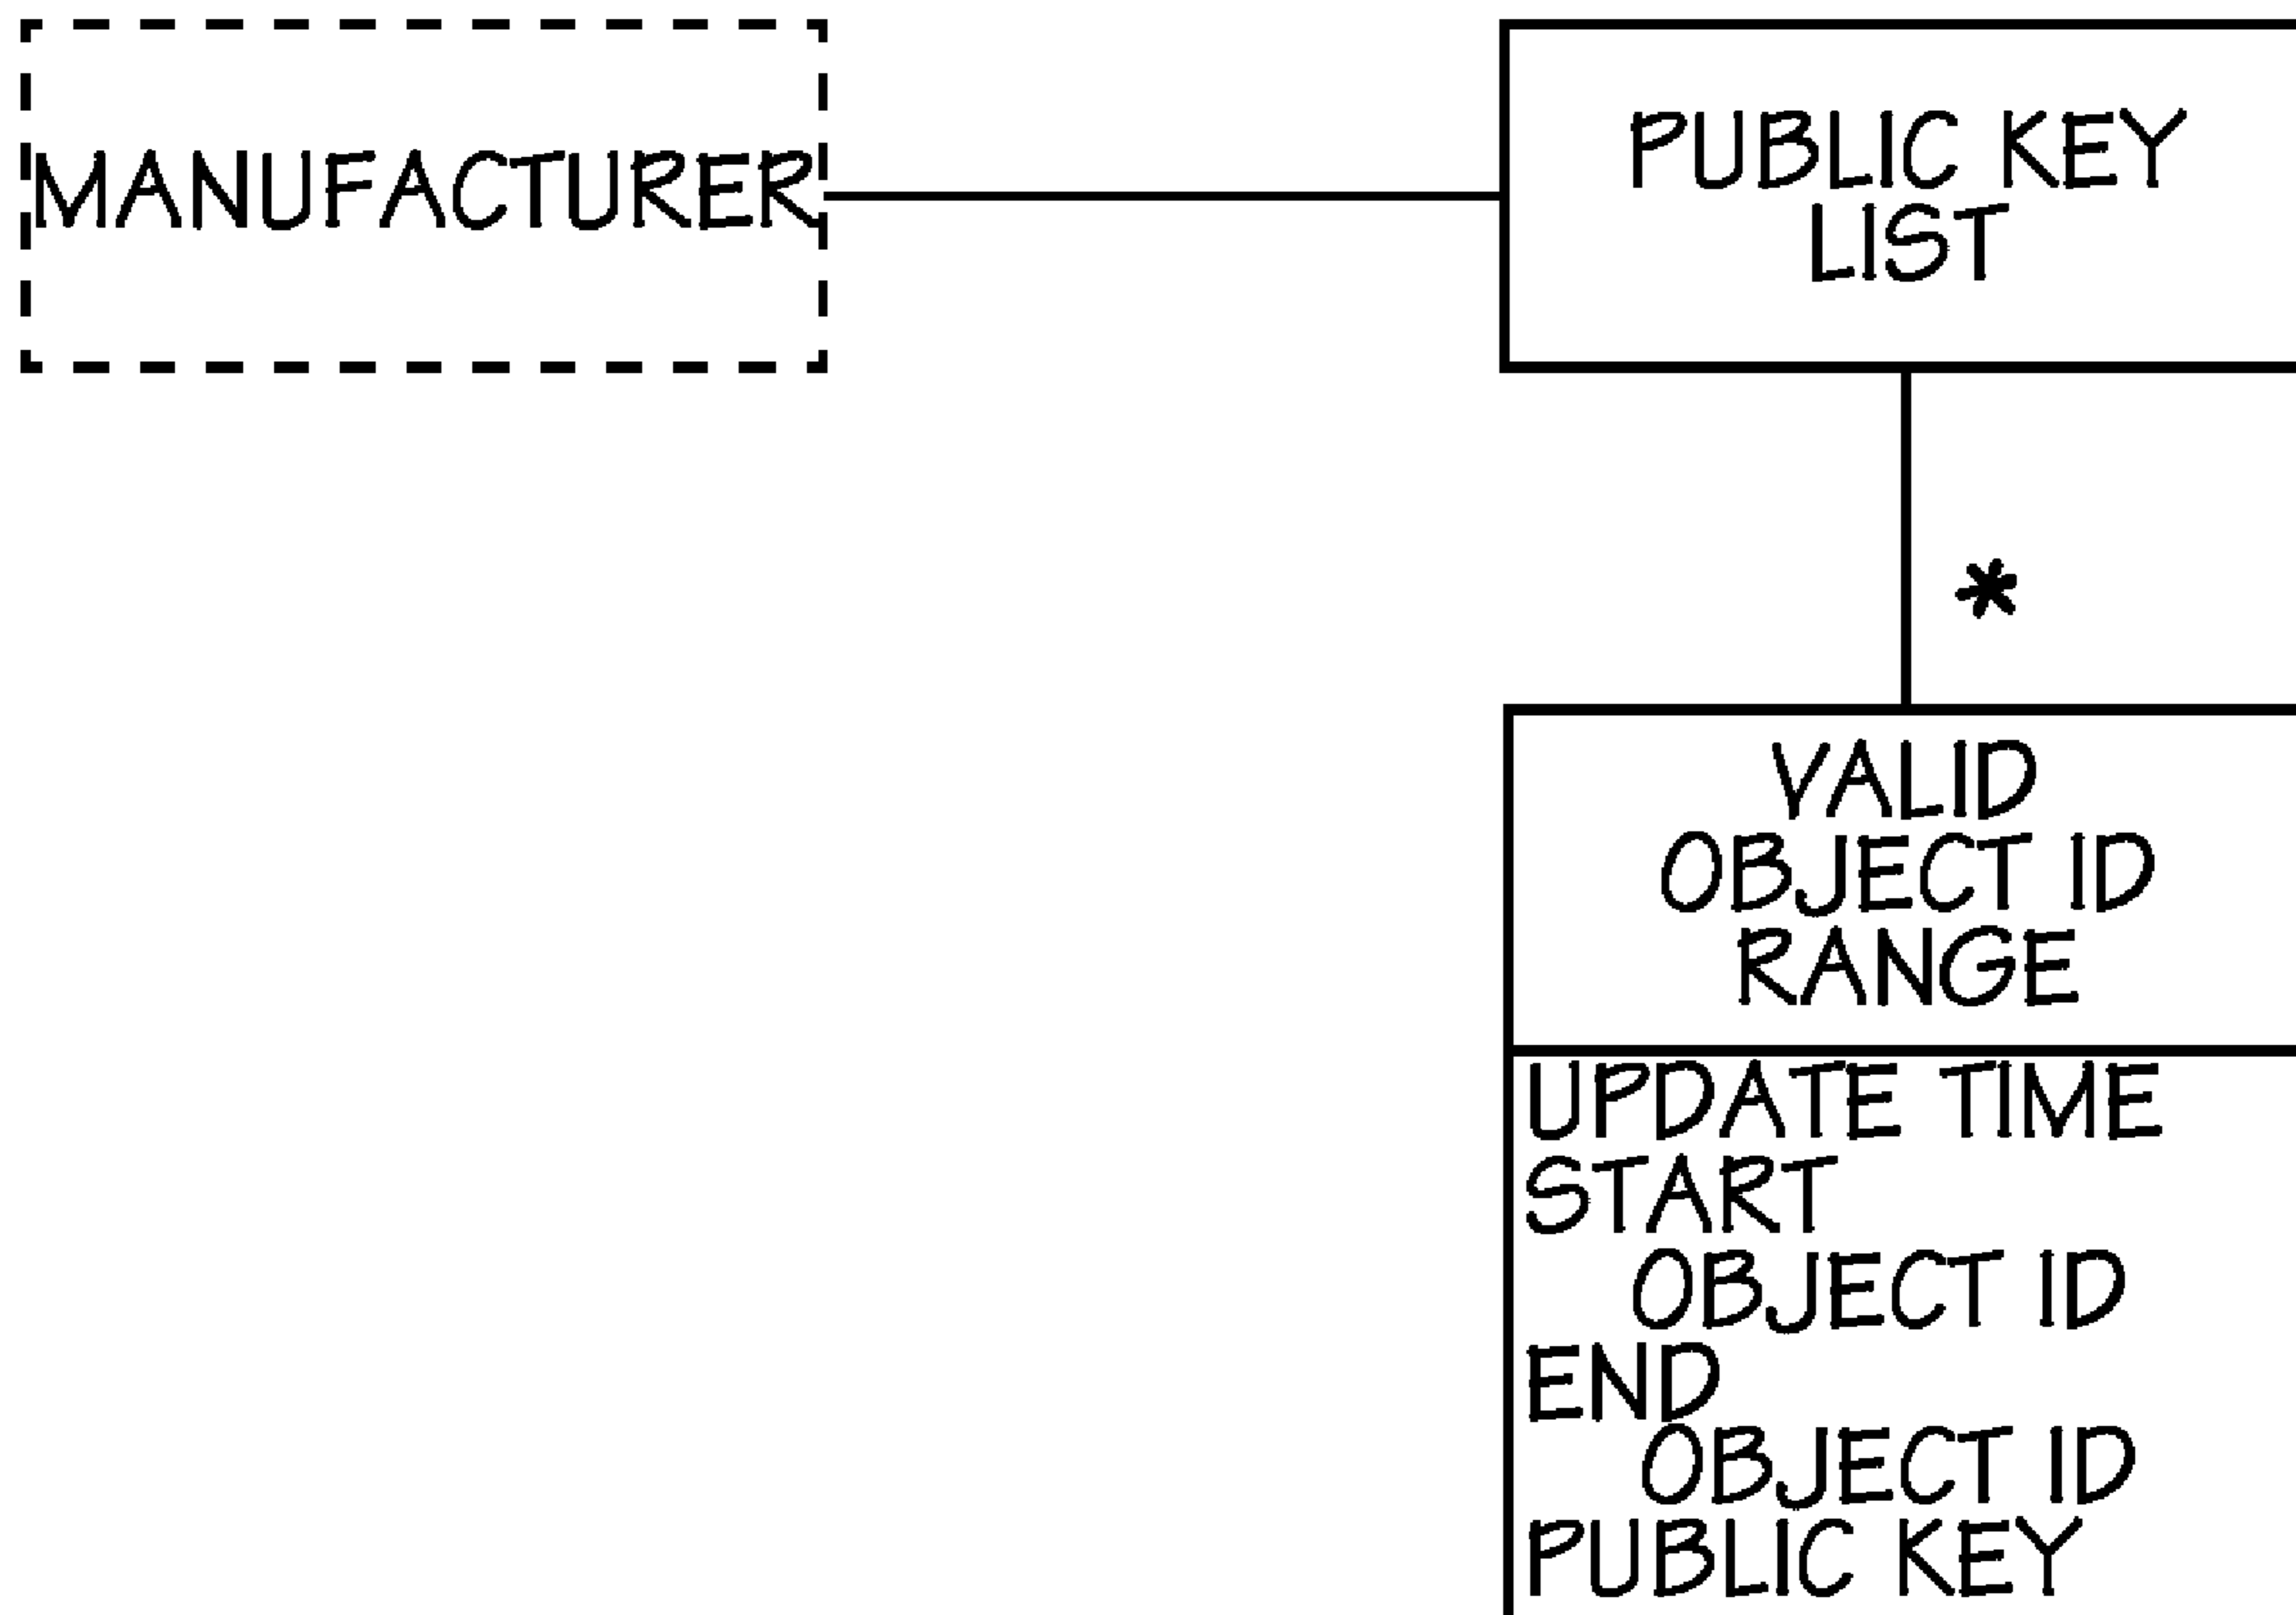 MANUFACTURER
PUBLIC KEY
LIST
*
VALID
OBJECT ID
RANGE
UPDATE TIME
START
OBJECT ID
END
OBJECT ID
PUBLIC KEY